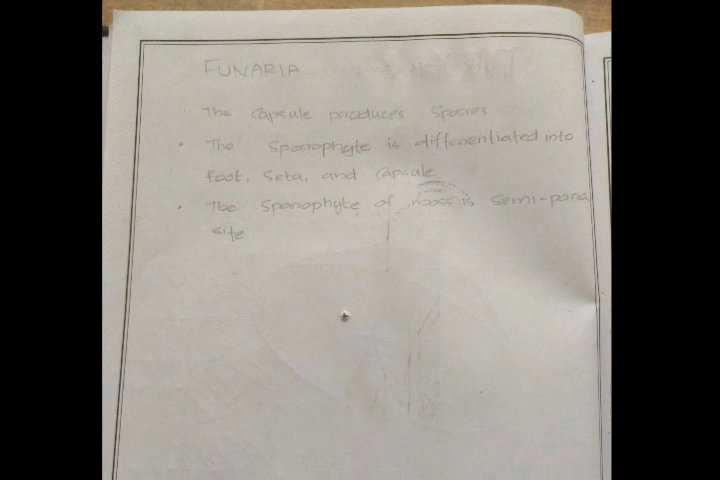 FUNARIA
The Capsule produces Spores
• The Sporophyte is differentiated into
foot, Seta, and Capsule
• The Sporophyte of moss is semi-para
site